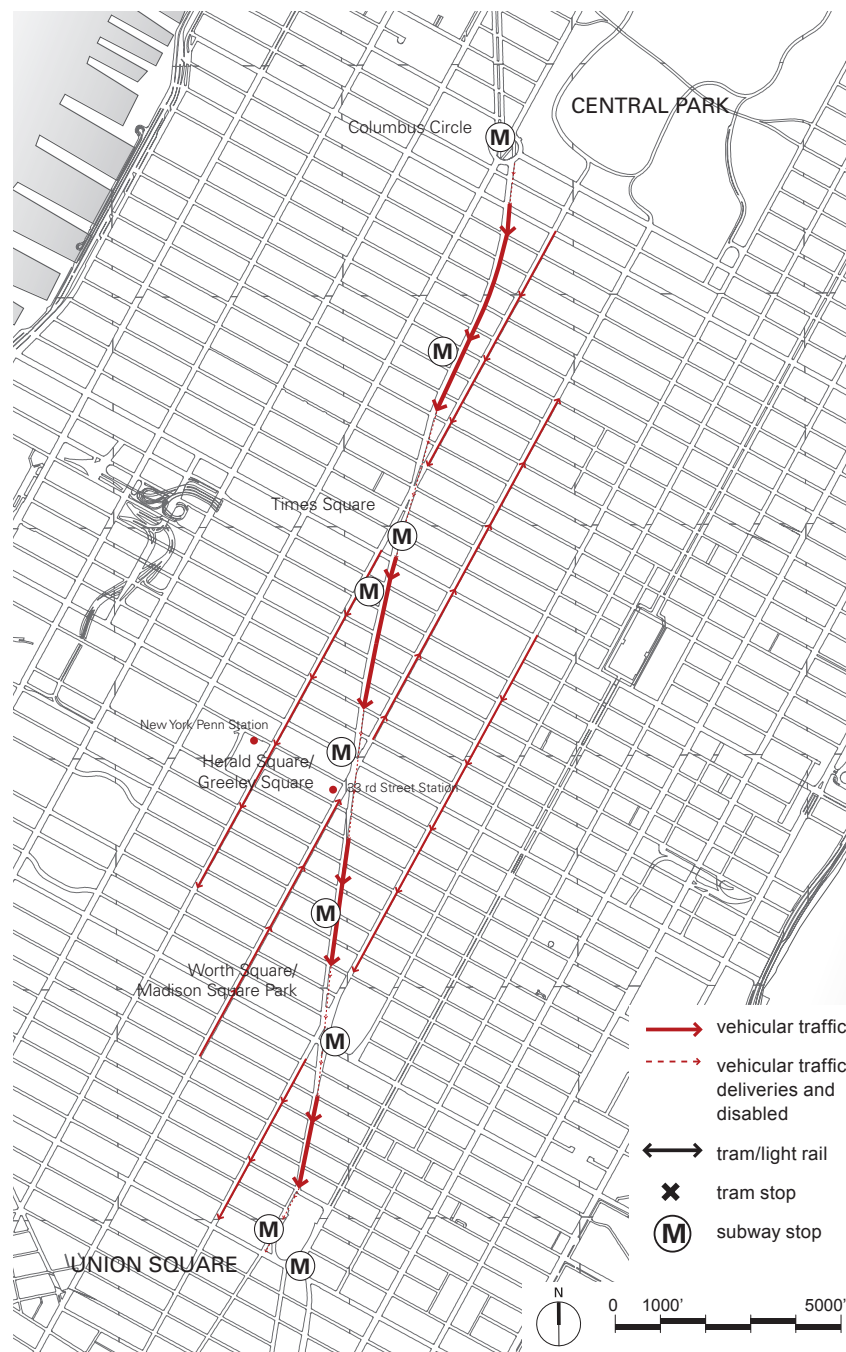 CENTRAL PARK
Columbus Circle
M
M
Times Square
M
M
New York Penn Station
M
Herald Square/
Greeley Square
33 rd Street Station
M
Worth Square/
Madison Square Park
M
M
UNION SQUARE
M
vehicular traffic
vehicular traffic
deliveries and
disabled
tram/light rail
tram stop
M
subway stop
N
0
1000'
5000'